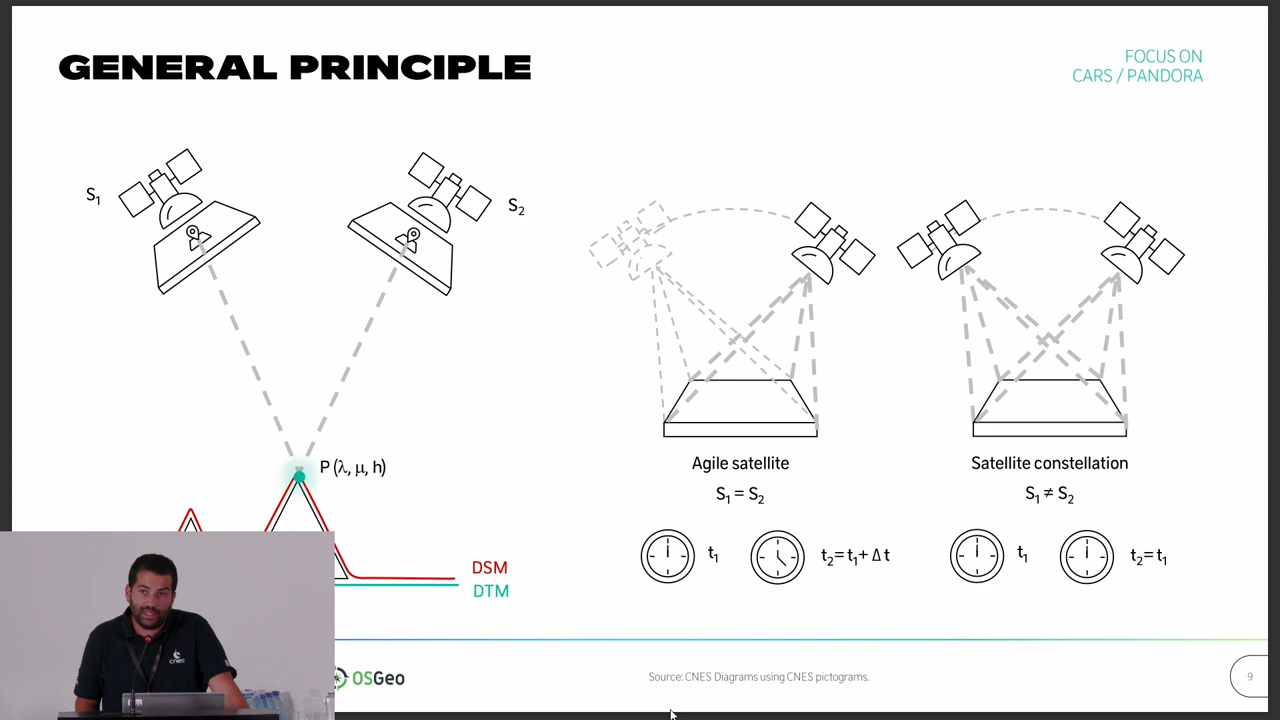 GENERAL PRINCIPLE
FOCUS ON
CARS / PANDORA
S1
S2
P (λ, μ, h)
DSM
DTM
Agile satellite
S1 = S2
t1
t2=t1+ Δ t
Satellite constellation
S1 ≠ S2
t1
t2=t1
cnes
OSGeo
Source: CNES Diagrams using CNES pictograms.
9